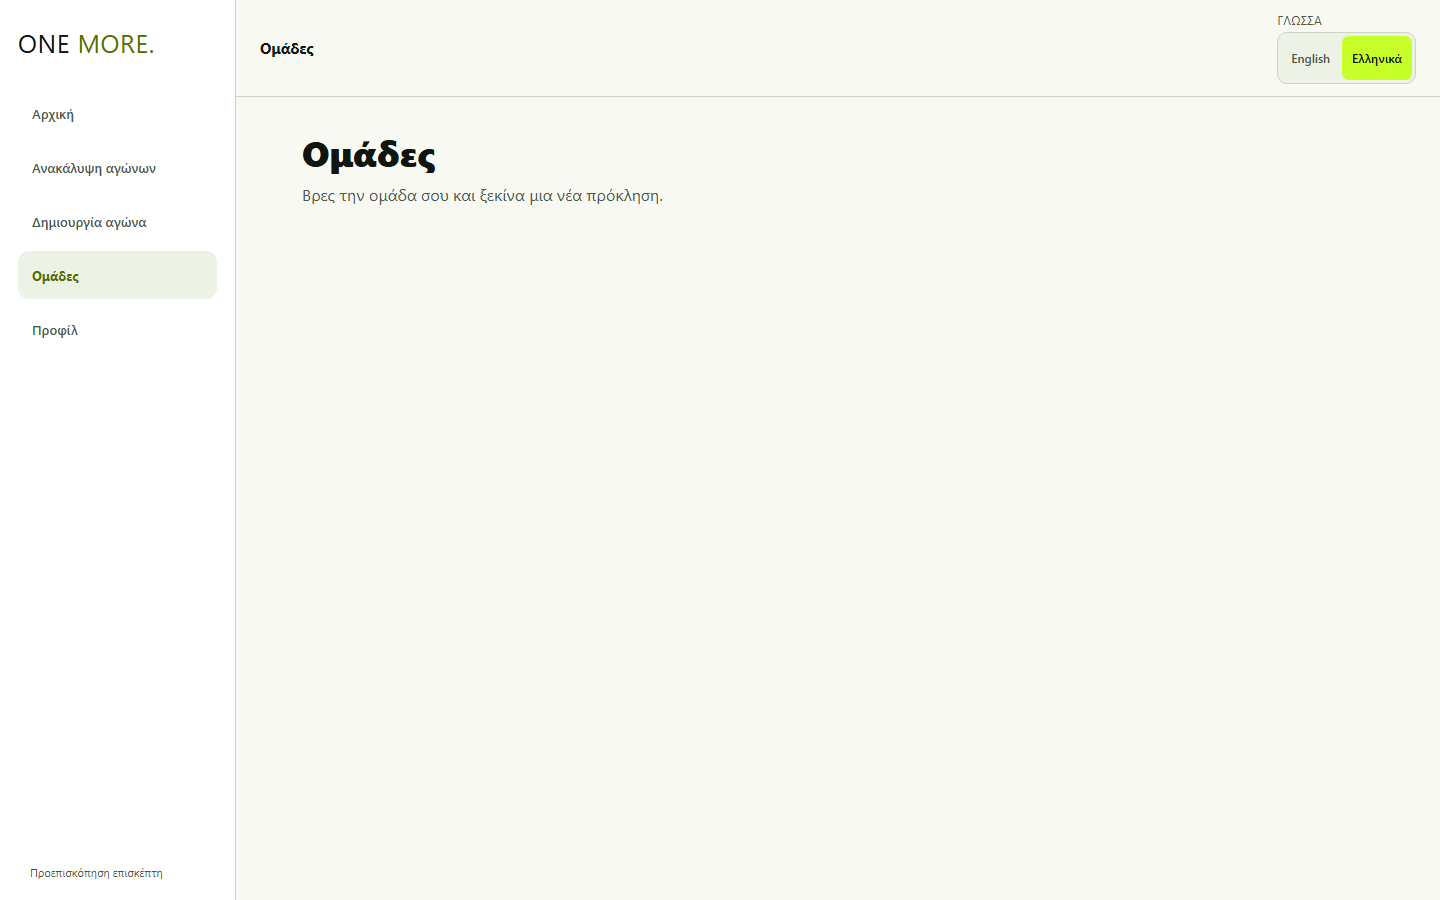 ONE MORE.
Αρχική
Ανακάλυψη αγώνων
Δημιουργία αγώνα
Ομάδες
Προφίλ
Προεπισκόπηση επισκέπτη
Ομάδες
ΓΛΩΣΣΑ
English
Ελληνικά
Ομάδες
Βρες την ομάδα σου και ξεκίνα μια νέα πρόκληση.